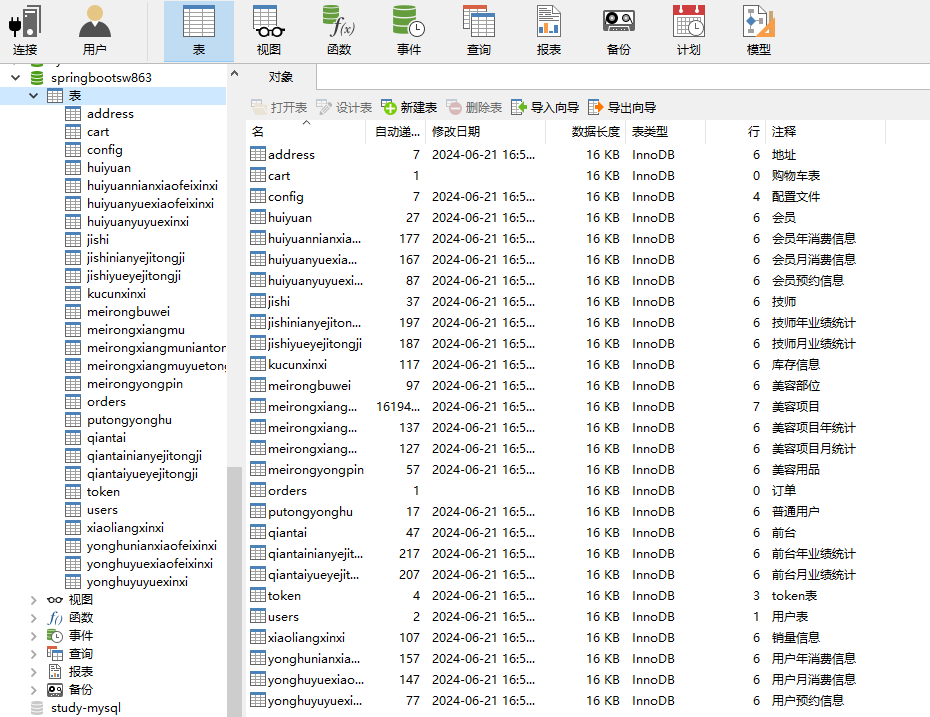 连接 用户 表 视图 函数 事件 查询 报表 备份 计划 模型
springbootsw863
表
address
cart
config
huiyuan
huiyuannianxiaofeixinxi
huiyuanyuexiaofeixinxi
huiyuanyuyuexinxi
jishi
jishinianyejitongji
jishiyueyejitongji
kucunxinxi
meirongbuwei
meirongxiangmu
meirongxiangmuniantor
meirongxiangmuyuetong
meirongyongpin
orders
putongyonghu
qiantai
qiantainianyejitongji
qiantaiyueyejitongji
token
users
xiaoliangxinxi
yonghunianxiaofeixinxi
yonghuyuexiaofeixinxi
yonghuyuyuexinxi
视图
函数
事件
查询
报表
备份
study-mysql
对象
打开表 设计表 新建表 删除表 导入向导 导出向导
名 自动递... 修改日期 数据长度 表类型 行 注释
address 7 2024-06-21 16:5... 16 KB InnoDB 6 地址
cart 1 16 KB InnoDB 0 购物车表
config 7 2024-06-21 16:5... 16 KB InnoDB 4 配置文件
huiyuan 27 2024-06-21 16:5... 16 KB InnoDB 6 会员
huiyuannianxia... 177 2024-06-21 16:5... 16 KB InnoDB 6 会员年消费信息
huiyuanyuexia... 167 2024-06-21 16:5... 16 KB InnoDB 6 会员月消费信息
huiyuanyuyuexi... 87 2024-06-21 16:5... 16 KB InnoDB 6 会员预约信息
jishi 37 2024-06-21 16:5... 16 KB InnoDB 6 技师
jishinianyejiton... 197 2024-06-21 16:5... 16 KB InnoDB 6 技师年业绩统计
jishiyueyejitongji 187 2024-06-21 16:5... 16 KB InnoDB 6 技师月业绩统计
kucunxinxi 117 2024-06-21 16:5... 16 KB InnoDB 6 库存信息
meirongbuwei 97 2024-06-21 16:5... 16 KB InnoDB 6 美容部位
meirongxiang... 16194... 2024-06-21 16:5... 16 KB InnoDB 7 美容项目
meirongxiang... 137 2024-06-21 16:5... 16 KB InnoDB 6 美容项目年统计
meirongxiang... 127 2024-06-21 16:5... 16 KB InnoDB 6 美容项目月统计
meirongyongpin 57 2024-06-21 16:5... 16 KB InnoDB 6 美容用品
orders 1 16 KB InnoDB 0 订单
putongyonghu 17 2024-06-21 16:5... 16 KB InnoDB 6 普通用户
qiantai 47 2024-06-21 16:5... 16 KB InnoDB 6 前台
qiantainianyejit... 217 2024-06-21 16:5... 16 KB InnoDB 6 前台年业绩统计
qiantaiyueyejit... 207 2024-06-21 16:5... 16 KB InnoDB 6 前台月业绩统计
token 4 2024-06-21 16:5... 16 KB InnoDB 3 token表
users 2 2024-06-21 16:5... 16 KB InnoDB 1 用户表
xiaoliangxinxi 107 2024-06-21 16:5... 16 KB InnoDB 6 销量信息
yonghunianxia... 157 2024-06-21 16:5... 16 KB InnoDB 6 用户年消费信息
yonghuyuexiao... 147 2024-06-21 16:5... 16 KB InnoDB 6 用户月消费信息
yonghuyuyuexi... 77 2024-06-21 16:5... 16 KB InnoDB 6 用户预约信息